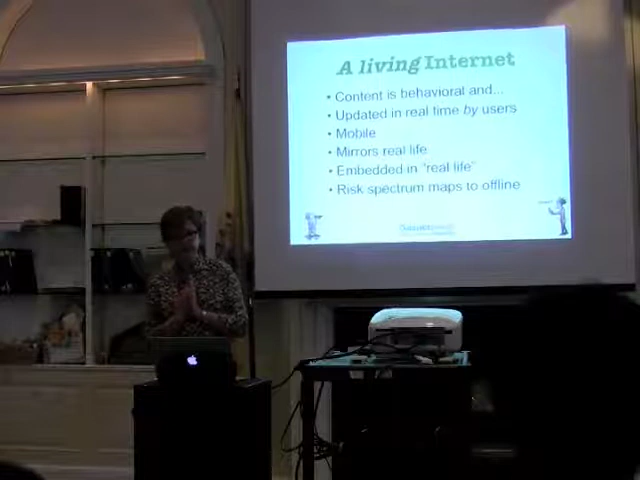 A living Internet
• Content is behavioral and...
• Updated in real time by users
• Mobile
• Mirrors real life
• Embedded in "real life"
• Risk spectrum maps to offline